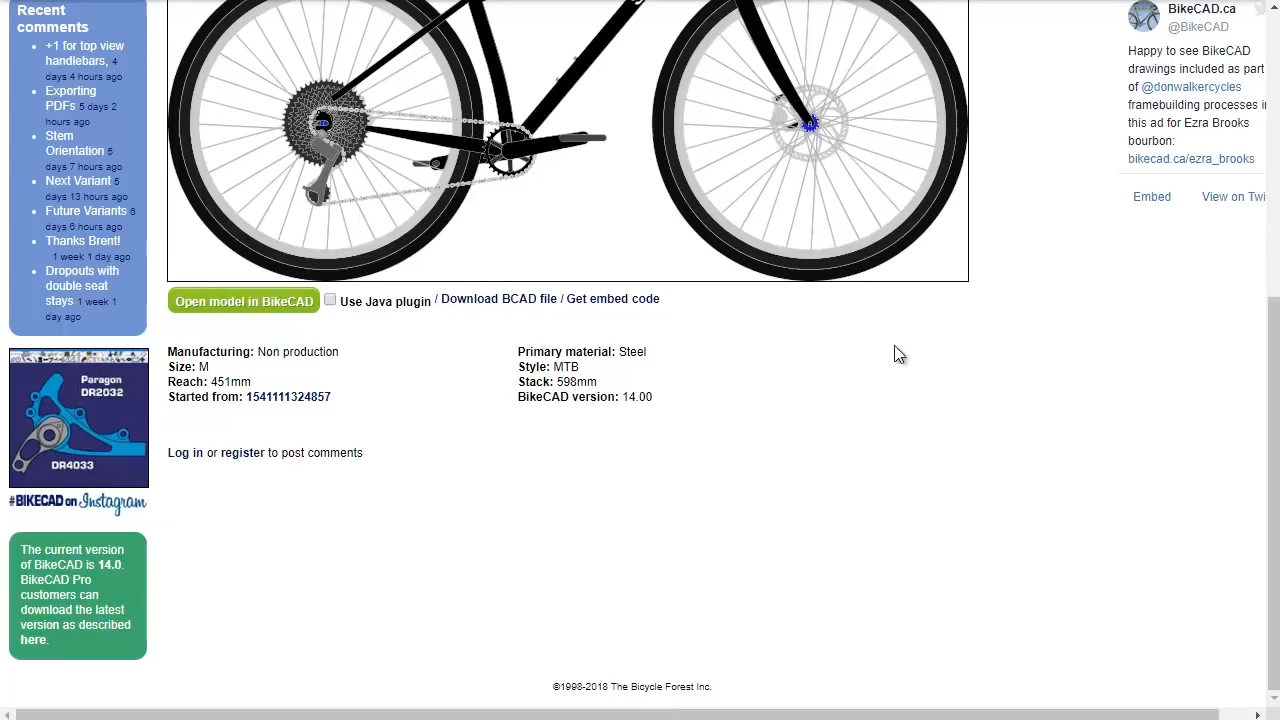 Recent
comments
+1 for top view
handlebars, 4
days 4 hours ago
Exporting
PDFs 5 days 2
hours ago
Stem
Orientation 5
days 7 hours ago
Next Variant 5
days 13 hours ago
Future Variants 6
days 6 hours ago
Thanks Brent!
1 week 1 day ago
Dropouts with
double seat
stays 1 week 1
day ago
Paragon
DR2032
DR4033
#BIKECAD on Instagram
The current version
of BikeCAD is 14.0.
BikeCAD Pro
customers can
download the latest
version as described
here.
Open model in BikeCAD Use Java plugin / Download BCAD file / Get embed code
Manufacturing: Non production
Size: M
Reach: 451mm
Started from: 1541111324857
Primary material: Steel
Style: MTB
Stack: 598mm
BikeCAD version: 14.00
Log in or register to post comments
©1998-2018 The Bicycle Forest Inc.
BikeCAD.ca
@BikeCAD
Happy to see BikeCAD
drawings included as part
of @donwalkercycles
framebuilding processes in
this ad for Ezra Brooks
bourbon:
bikecad.ca/ezra_brooks
Embed View on Twi